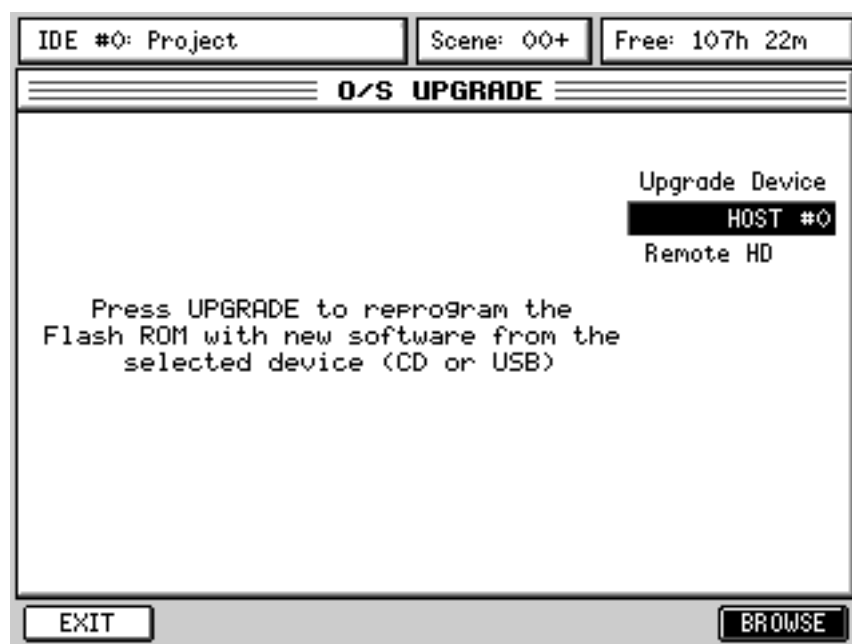 IDE #0: Project
Scene: 00+
Free: 107h 22m
O/S UPGRADE
Upgrade Device
HOST #0
Remote HD
Press UPGRADE to reprogram the
Flash ROM with new software from the
selected device (CD or USB)
EXIT
BROWSE